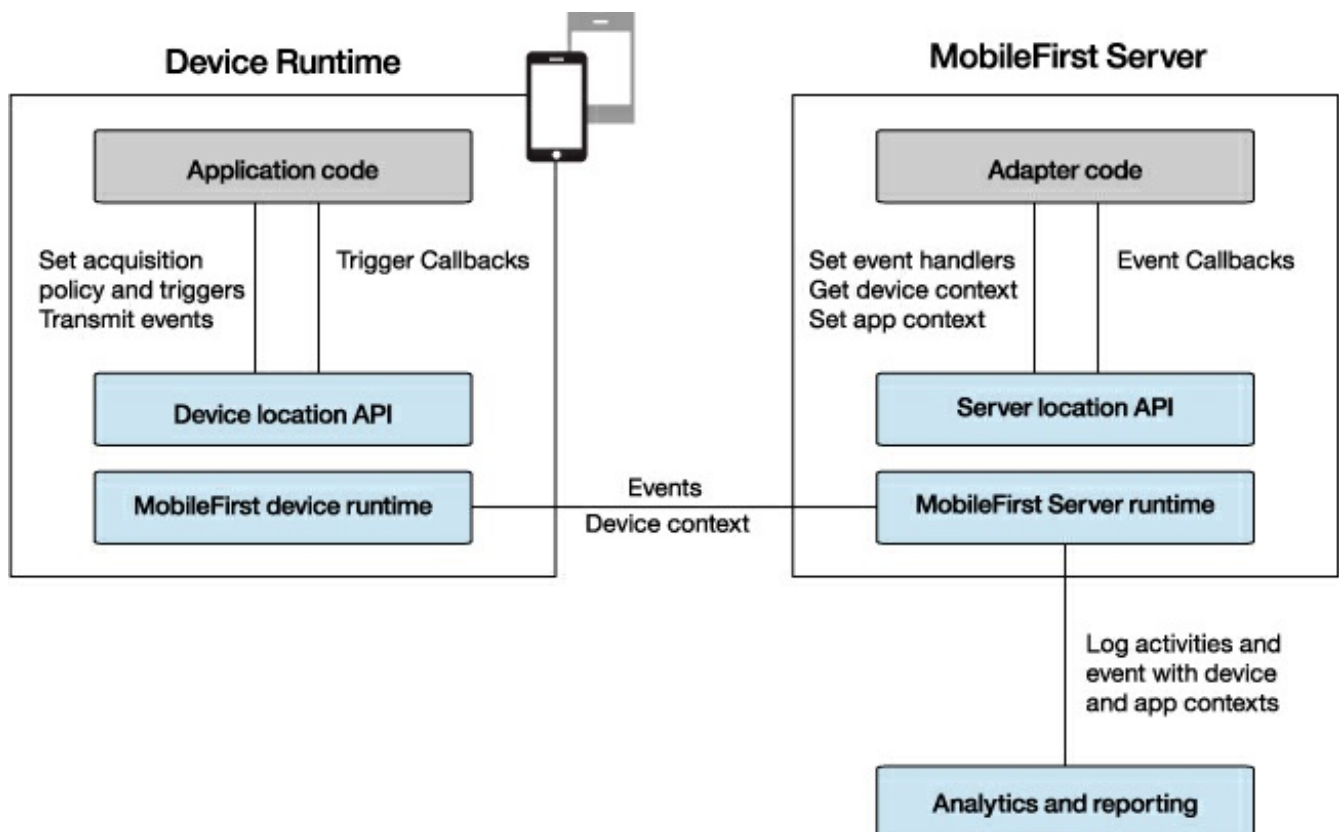 Device Runtime
Application code
Set acquisition
policy and triggers
Transmit events
Trigger Callbacks
Device location API
MobileFirst device runtime
Events
Device context
MobileFirst Server
Adapter code
Set event handlers
Get device context
Set app context
Event Callbacks
Server location API
MobileFirst Server runtime
Log activities and
event with device
and app contexts
Analytics and reporting